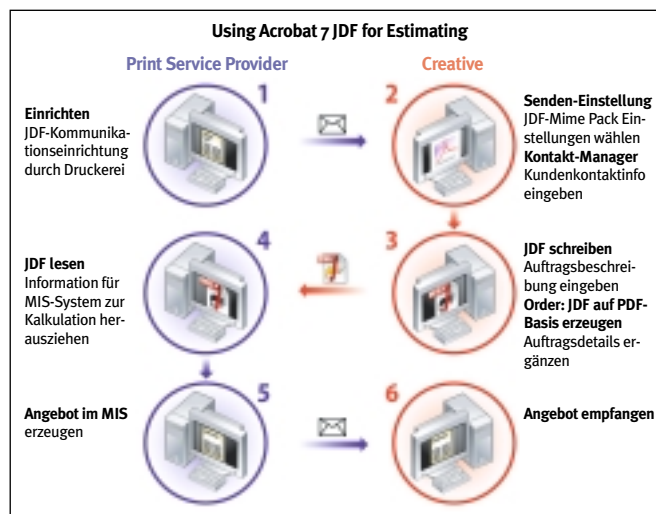 Using Acrobat 7 JDF for Estimating
Print Service Provider
Creative
1
Einrichten
JDF-Kommunika-
tionseinrichtung
durch Druckerei
2
Senden-Einstellung
JDF-Mime Pack Ein-
stellungen wählen
Kontakt-Manager
Kundenkontaktinfo
eingeben
3
JDF schreiben
Auftragsbeschrei-
bung eingeben
Order: JDF auf PDF-
Basis erzeugen
Auftragsdetails er-
gänzen
4
JDF lesen
Information für
MIS-System zur
Kalkulation her-
ausziehen
5
Angebot im MIS
erzeugen
6
Angebot empfangen